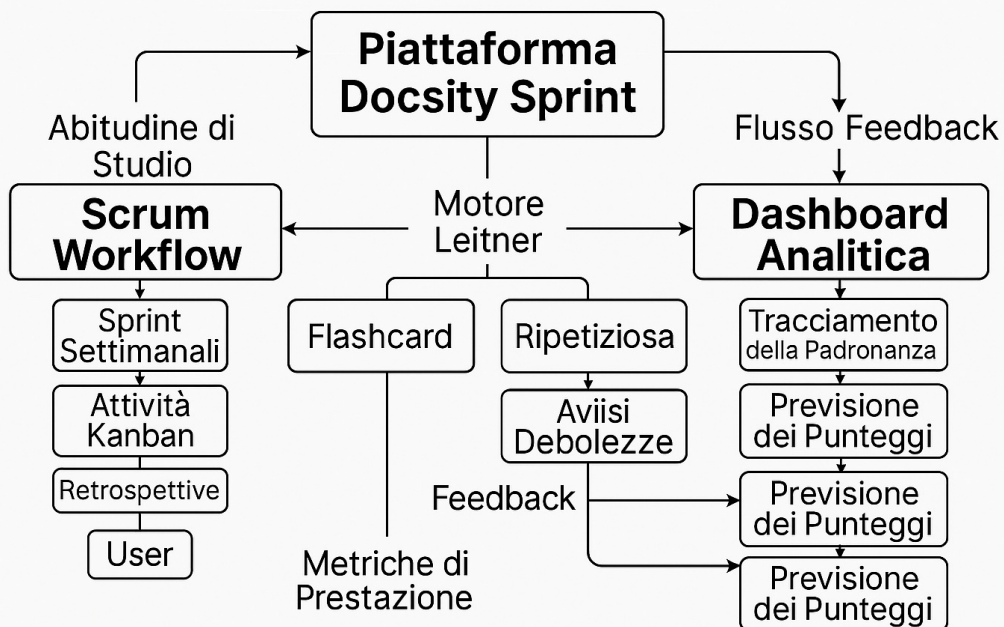 Piattaformma
Docsity Sprint
Abitudine di
Studio
Flusso Feedback
Scrum
Workflow
Motore
Leitner
Dashboard
Analitica
Sprint
Settimanali
Flashcard
Ripetiziosa
Tracciamento
della Padronanza
Attività
Kanban
Aviisi
Debolezze
Previsione
dei Punteggi
Retrospettive
Feedback
Previsione
dei Punteggi
User
Metriche di
Prestazione
Previsione
dei Punteggi